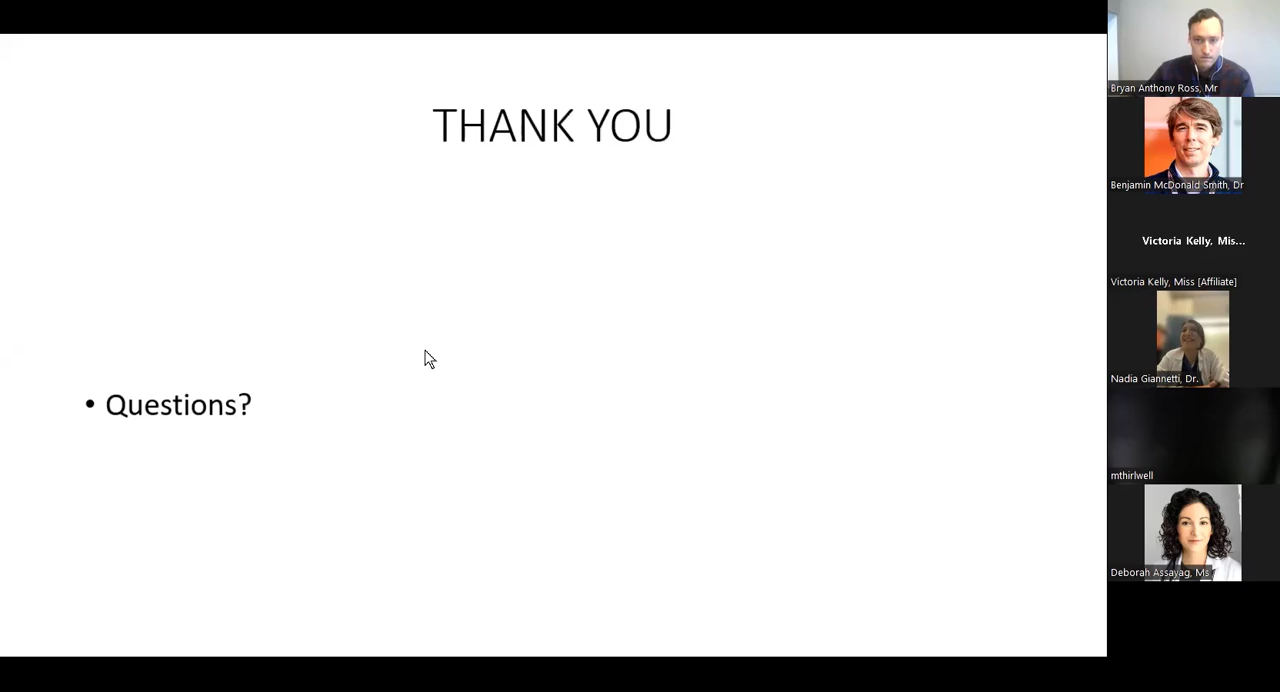 THANK YOU
• Questions?
Bryan Anthony Ross, Mr
Benjamin McDonald Smith, Dr
Victoria Kelly, Mis...
Victoria Kelly, Miss [Affiliate]
Nadia Giannetti, Dr.
mthirlwell
Deborah Assayag, Ms